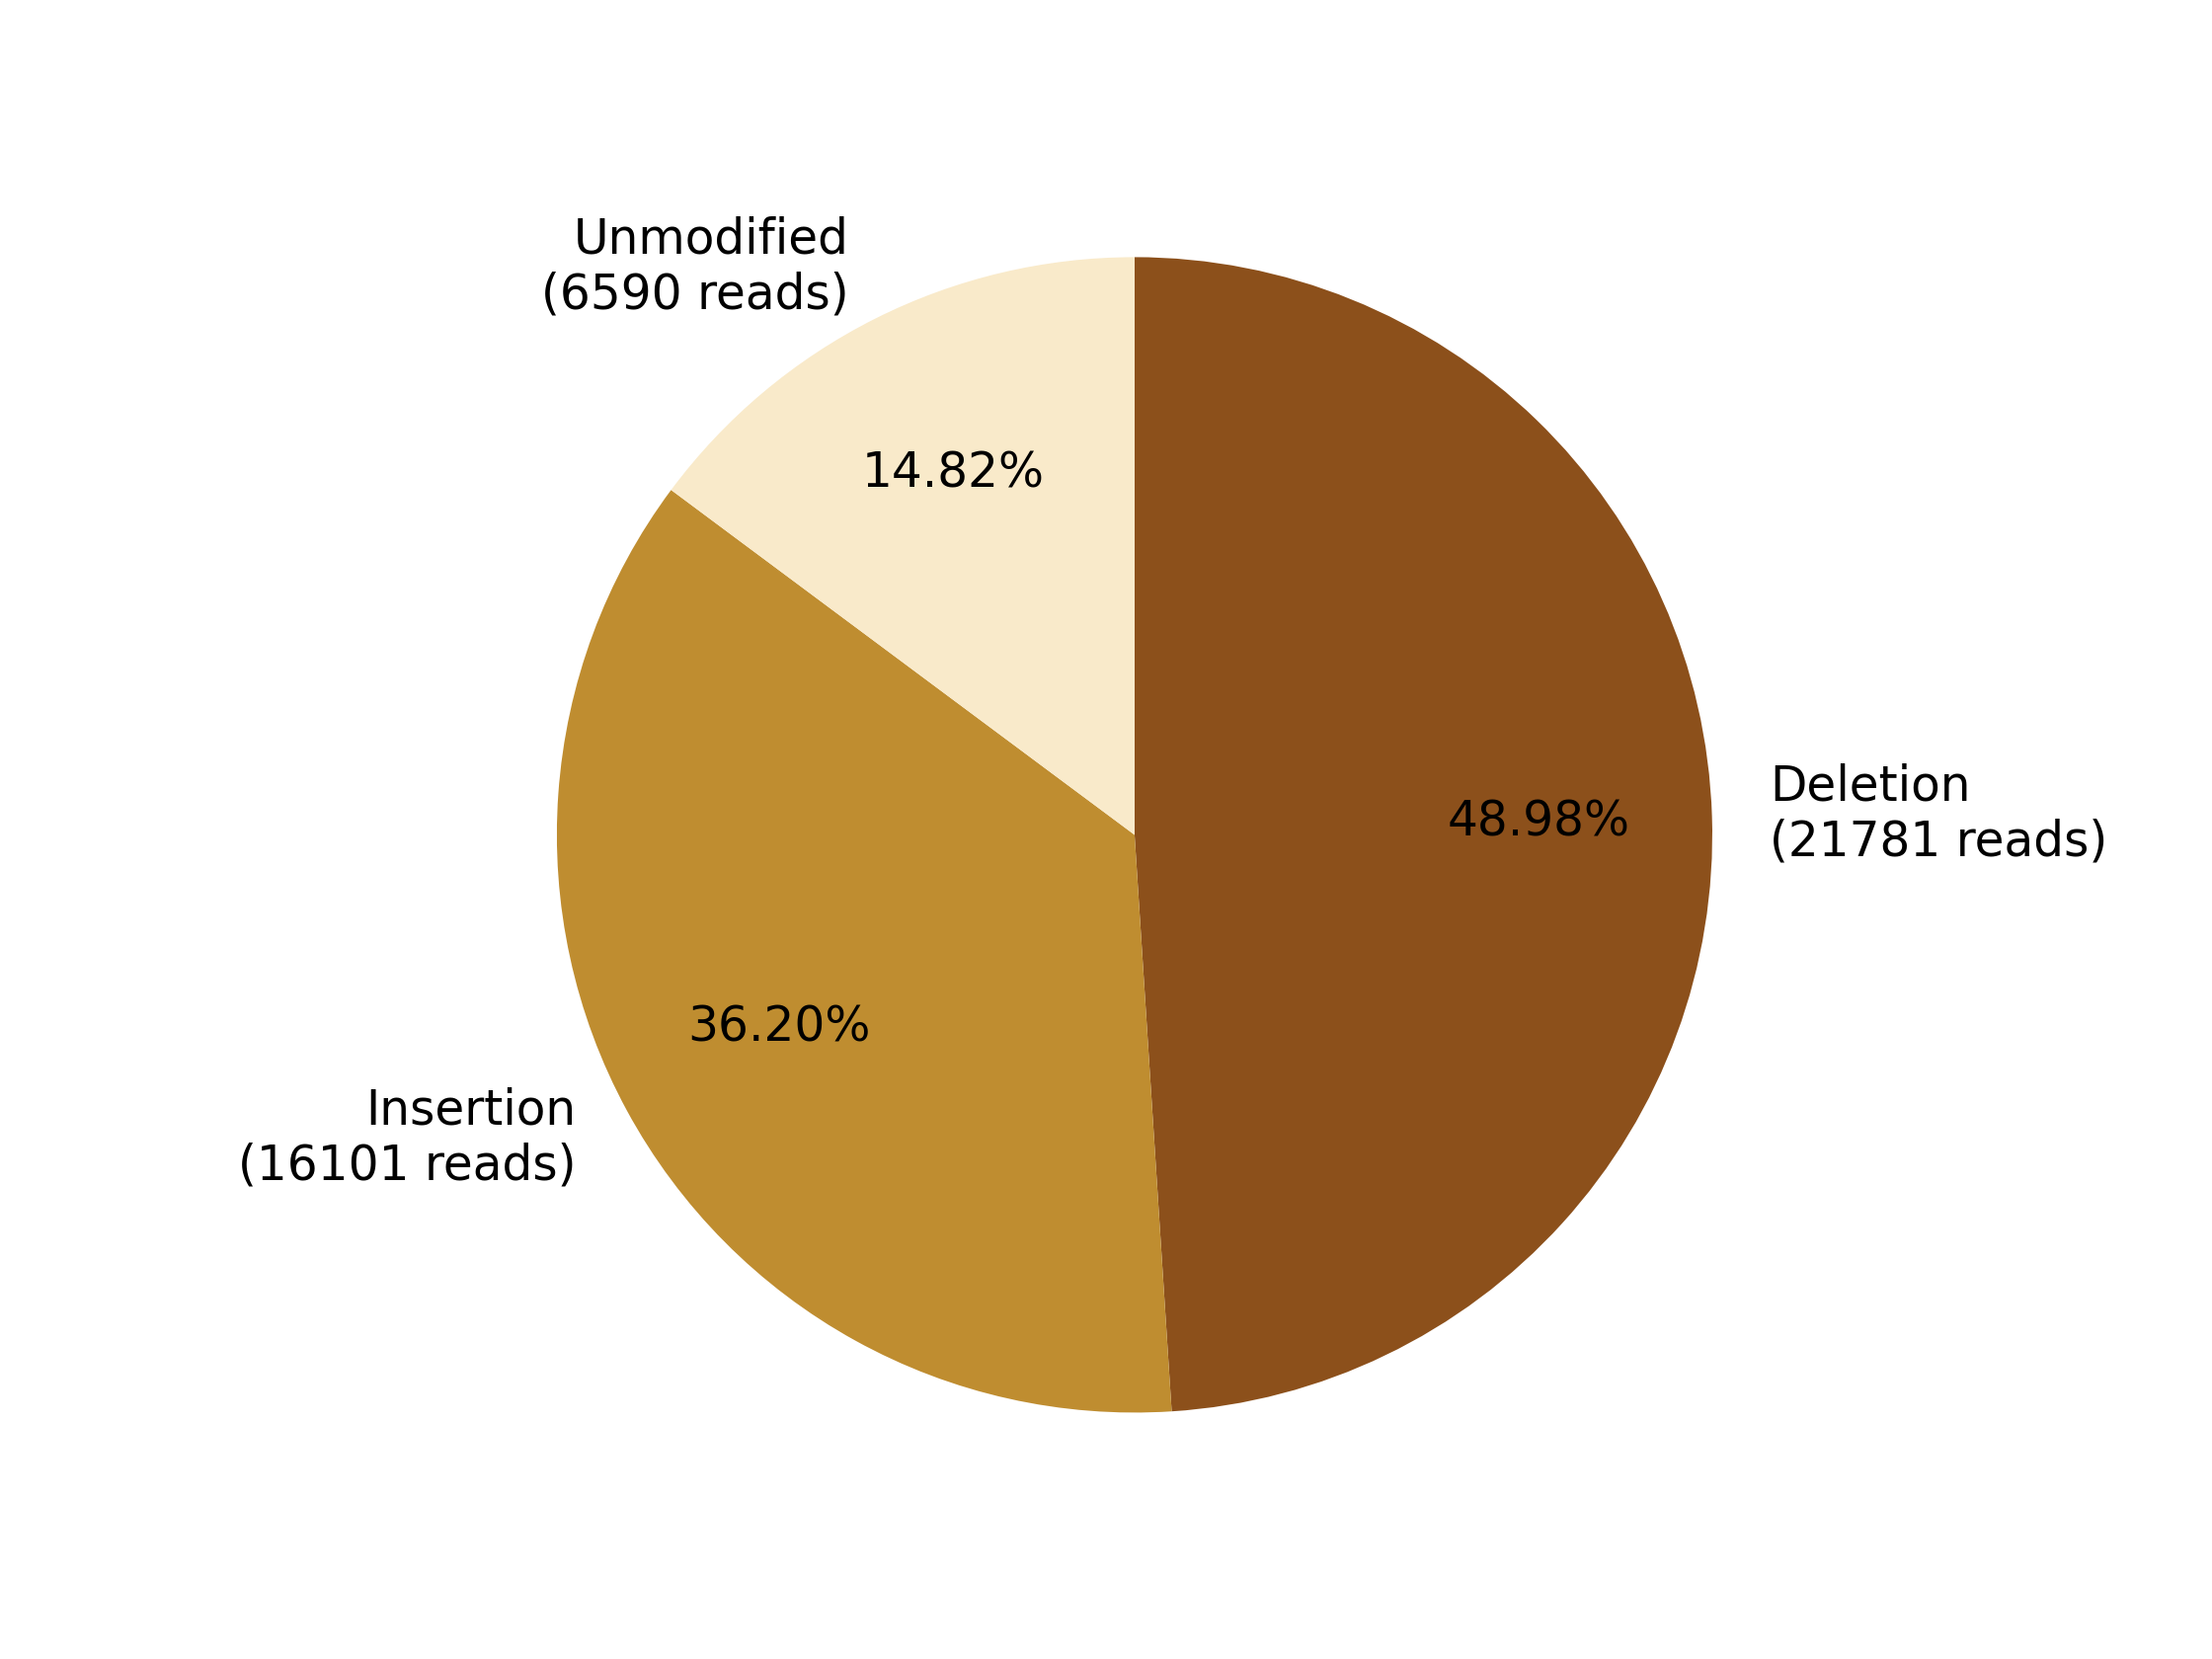 Unmodified
(6590 reads)
14.82%
48.98%
Deletion
(21781 reads)
36.20%
Insertion
(16101 reads)